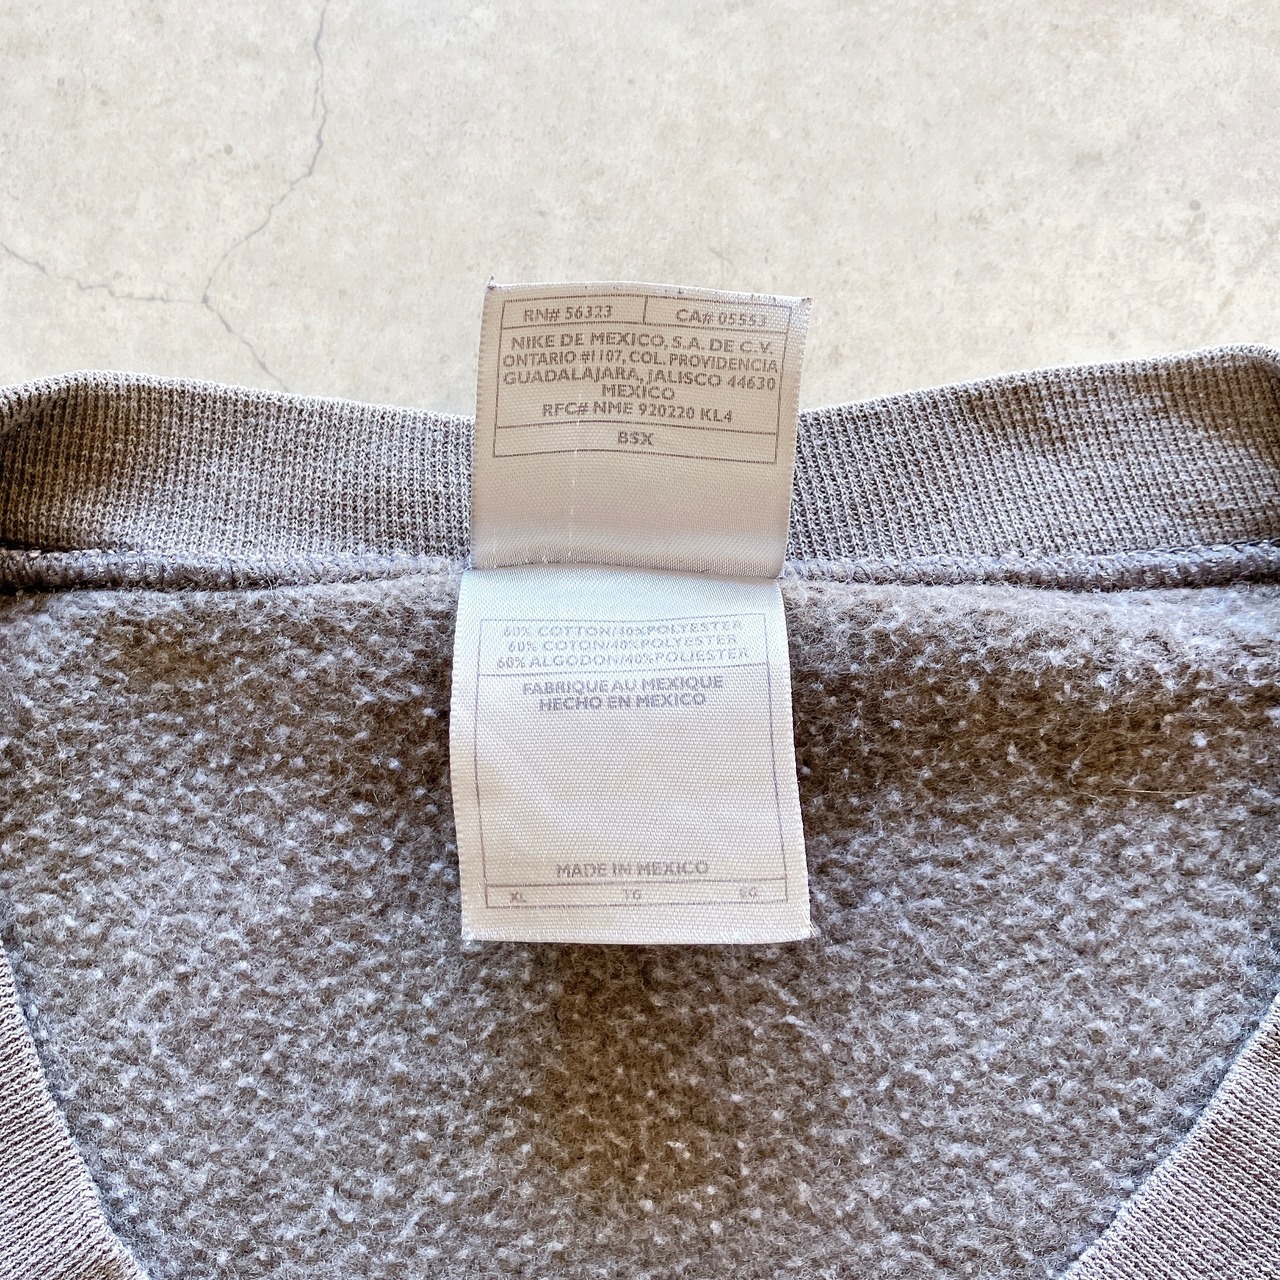 RN# 56323 CA# 05553
NIKE DE MEXICO, S.A. DE C.V.
ONTARIO #1107, COL. PROVIDENCIA
GUADALAJARA, JALISCO 44630
MEXICO
RFC# NME 920220 KL4
BSX
60% COTTON/40%POLYESTER
60% COTON/40%POLYESTER
60% ALGODON/40%POLIESTER
FABRIQUE AU MEXIQUE
HECHO EN MEXICO
MADE IN MEXICO
XL TG EG